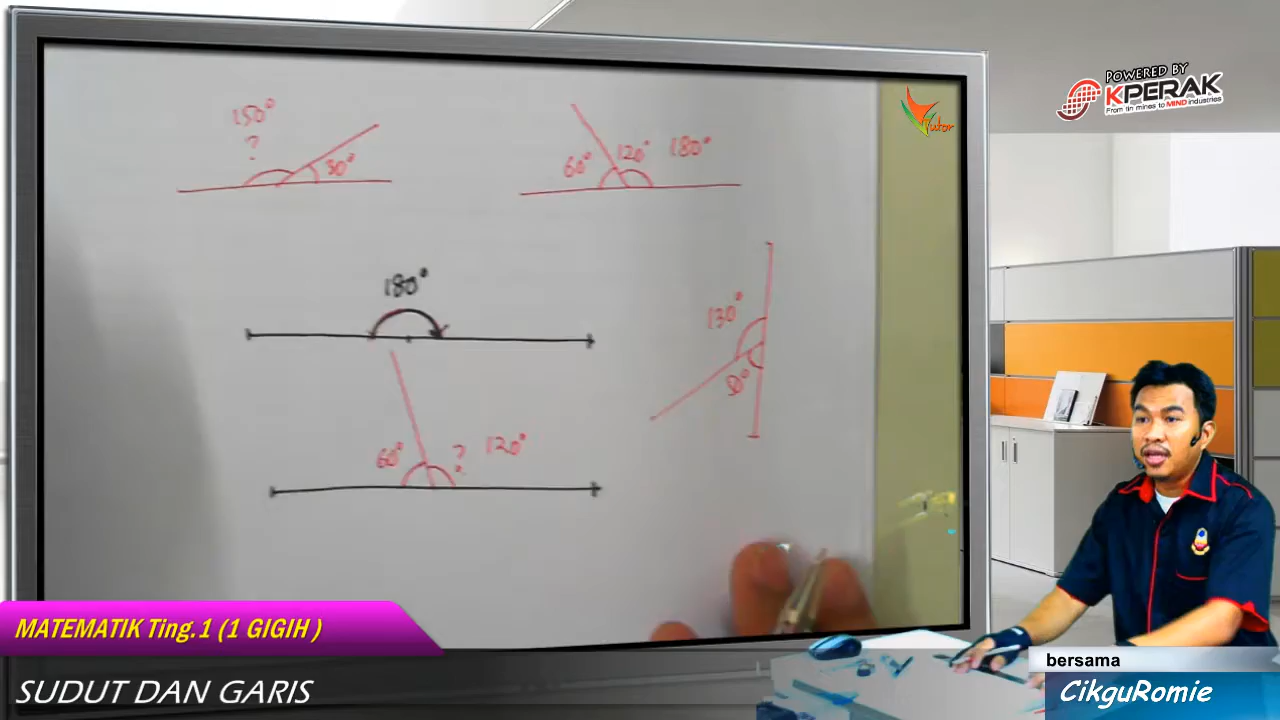 150°
?
30°
60° 120° 180°
180°
130°
50°
60° ? 120°
Tutor
POWERED BY
KPERAK
From tin mines to MIND industries
MATEMATIK Ting.1 (1 GIGIH )
SUDUT DAN GARIS
bersama
CikguRomie